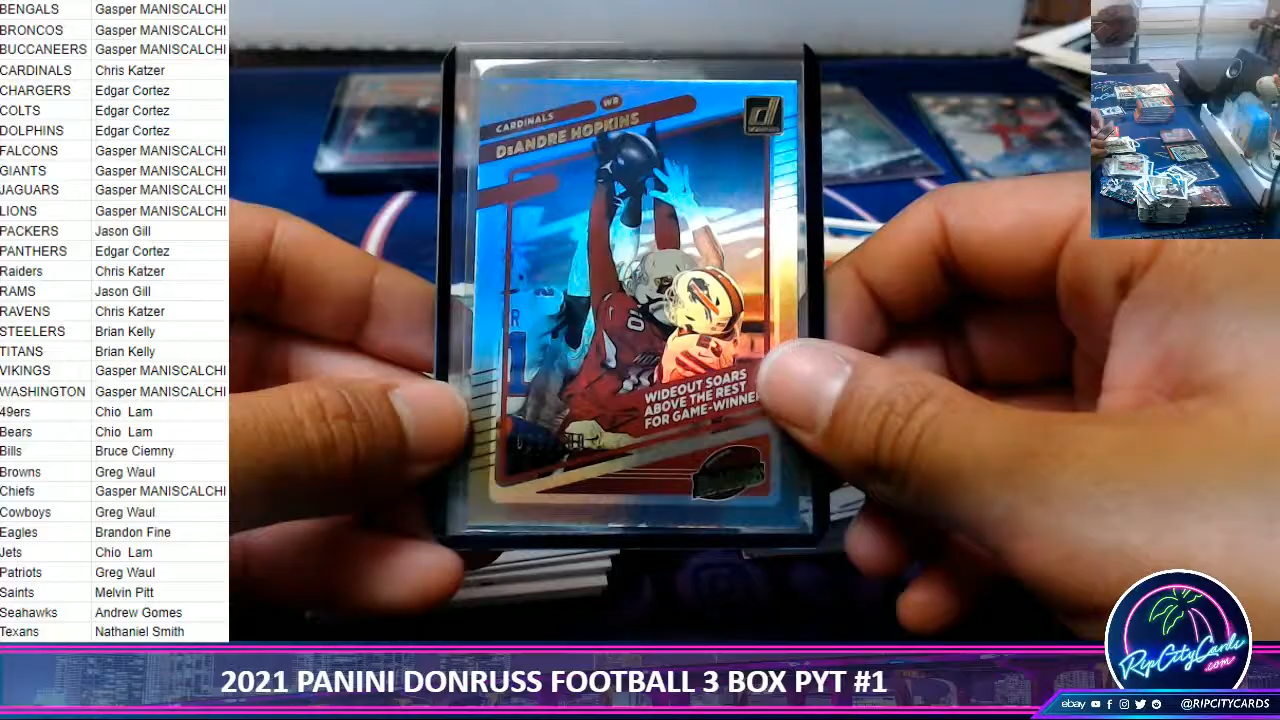 BENGALS Gasper MANISCALCHI
BRONCOS Gasper MANISCALCHI
BUCCANEERS Gasper MANISCALCHI
CARDINALS Chris Katzer
CHARGERS Edgar Cortez
COLTS Edgar Cortez
DOLPHINS Edgar Cortez
FALCONS Gasper MANISCALCHI
GIANTS Gasper MANISCALCHI
JAGUARS Gasper MANISCALCHI
LIONS Gasper MANISCALCHI
PACKERS Jason Gill
PANTHERS Edgar Cortez
Raiders Chris Katzer
RAMS Jason Gill
RAVENS Chris Katzer
STEELERS Brian Kelly
TITANS Brian Kelly
VIKINGS Gasper MANISCALCHI
WASHINGTON Gasper MANISCALCHI
49ers Chio Lam
Bears Chio Lam
Bills Bruce Ciemny
Browns Greg Waul
Chiefs Gasper MANISCALCHI
Cowboys Greg Waul
Eagles Brandon Fine
Jets Chio Lam
Patriots Greg Waul
Saints Melvin Pitt
Seahawks Andrew Gomes
Texans Nathaniel Smith
CARDINALS WR
DeANDRE HOPKINS
d
10
WIDEOUT SOARS
ABOVE THE REST
FOR GAME-WINNER
2021 PANINI DONRUSS FOOTBALL 3 BOX PYT #1
RipCityCards
.com
ebay @RIPCITYCARDS